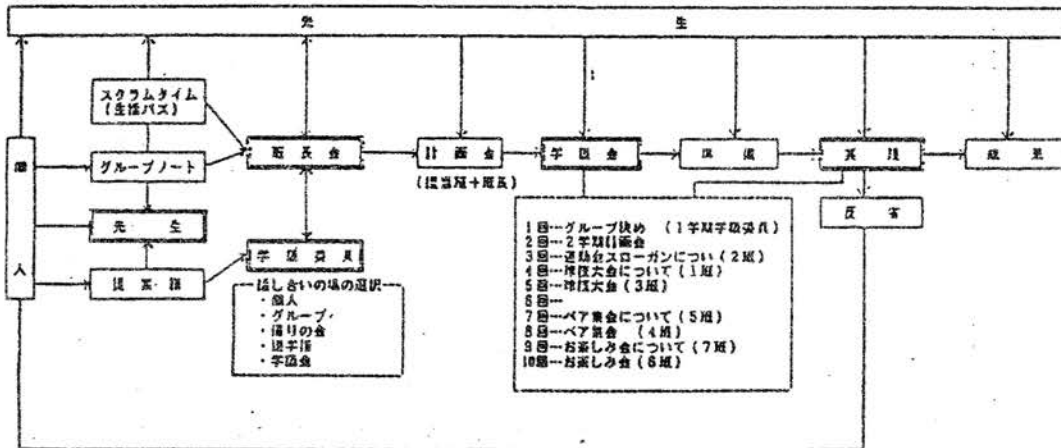 先生
スクラムタイム
(生活パス)
個人
グループノート
先生
提案箱
班長会
学級委員
話し合いの場の選択
・個人
・グループ
・帰りの会
・学級会
計画会
(担当班+班長)
学級会
準備
実践
成果
反省
1回…グループ決め (1学期学級委員)
2回…2学期計画会
3回…運動会スローガンについ(2班)
4回…球技大会について(1班)
5回…球技大会(3班)
6回…
7回…ペア集会について(5班)
8回…ペア集会 (4班)
9回…お楽しみ会について(7班)
10回…お楽しみ会(6班)